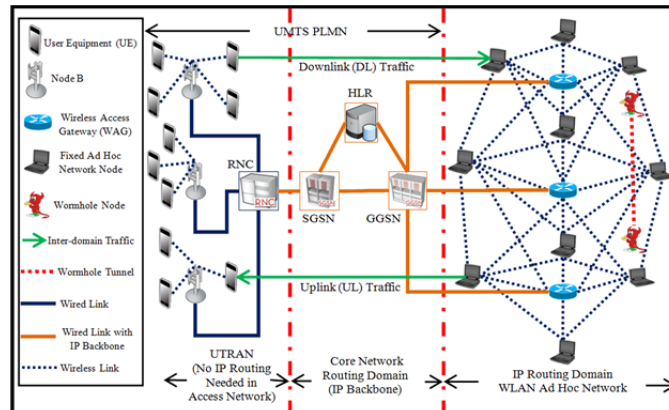 User Equipment (UE)
Node B
Wireless Access
Gateway (WAG)
Fixed Ad Hoc
Network Node
Wormhole Node
Inter-domain Traffic
Wormhole Tunnel
Wired Link
Wired Link with
IP Backbone
Wireless Link
UMTS PLMN
Downlink (DL) Traffic
HLR
RNC
RNC
SGSN
GGSN
Uplink (UL) Traffic
UTRAN
(No IP Routing
Needed in
Access Network)
Core Network
Routing Domain
(IP Backbone)
IP Routing Domain
WLAN Ad Hoc Network